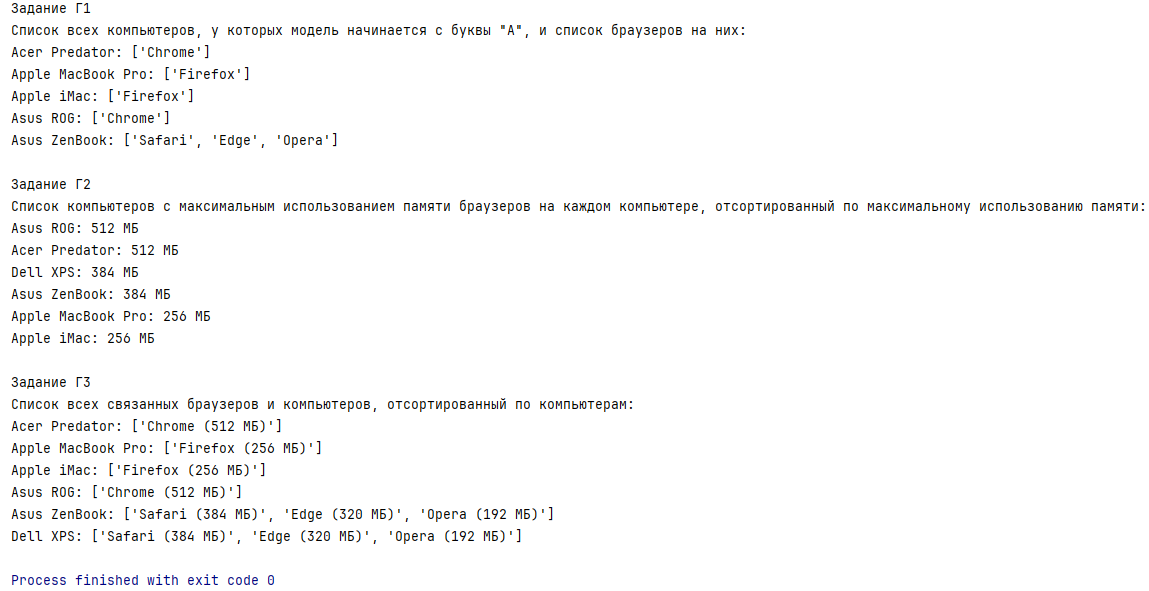 Задание Г1
Список всех компьютеров, у которых модель начинается с буквы "А", и список браузеров на них:
Acer Predator: ['Chrome']
Apple MacBook Pro: ['Firefox']
Apple iMac: ['Firefox']
Asus ROG: ['Chrome']
Asus ZenBook: ['Safari', 'Edge', 'Opera']

Задание Г2
Список компьютеров с максимальным использованием памяти браузеров на каждом компьютере, отсортированный по максимальному использованию памяти:
Asus ROG: 512 МБ
Acer Predator: 512 МБ
Dell XPS: 384 МБ
Asus ZenBook: 384 МБ
Apple MacBook Pro: 256 МБ
Apple iMac: 256 МБ

Задание Г3
Список всех связанных браузеров и компьютеров, отсортированный по компьютерам:
Acer Predator: ['Chrome (512 МБ)']
Apple MacBook Pro: ['Firefox (256 МБ)']
Apple iMac: ['Firefox (256 МБ)']
Asus ROG: ['Chrome (512 МБ)']
Asus ZenBook: ['Safari (384 МБ)', 'Edge (320 МБ)', 'Opera (192 МБ)']
Dell XPS: ['Safari (384 МБ)', 'Edge (320 МБ)', 'Opera (192 МБ)']

Process finished with exit code 0